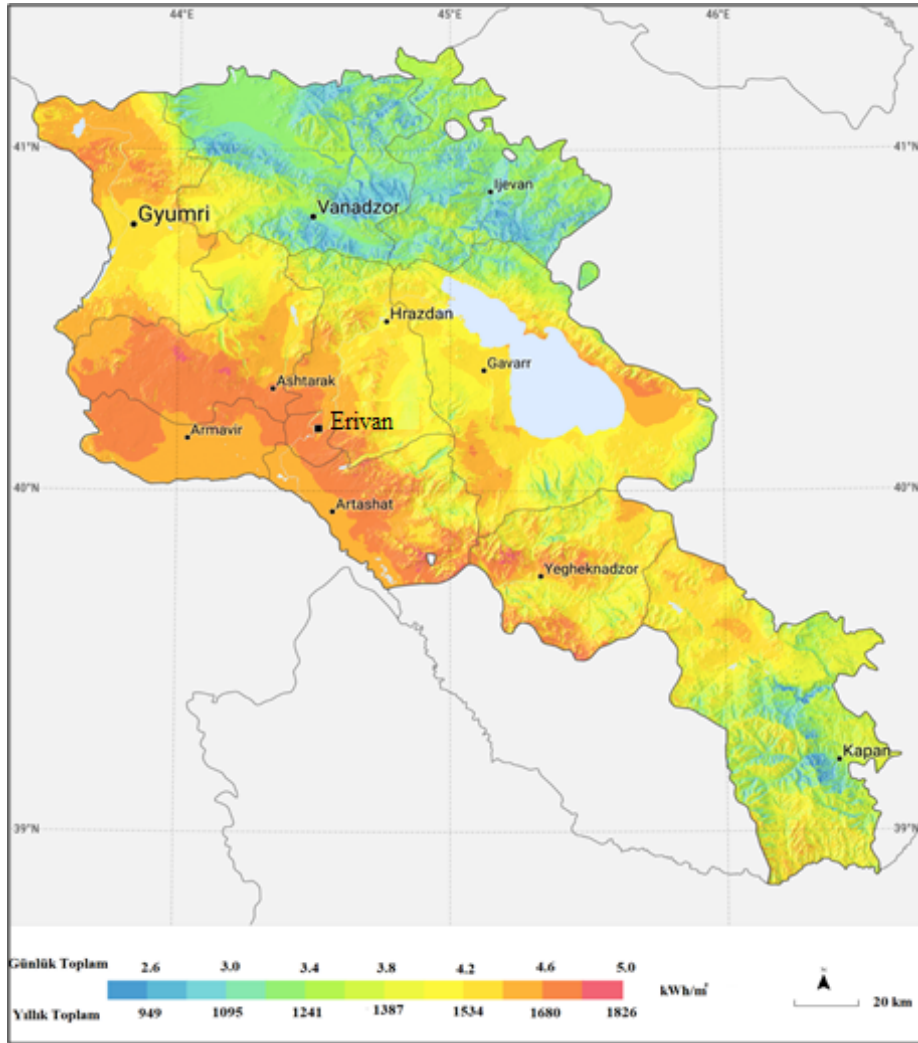 44°E 45°E 46°E
41°N 41°N
Ijevan
Gyumri
Vanadzor
Hrazdan
Gavarr
Ashtarak
Erivan
Armavir
40°N 40°N
Artashat
Yegheknadzor
Kapan
39°N 39°N
Günlük Toplam 2.6 3.0 3.4 3.8 4.2 4.6 5.0
kWh/m²
Yıllık Toplam 949 1095 1241 1387 1534 1680 1826
20 km